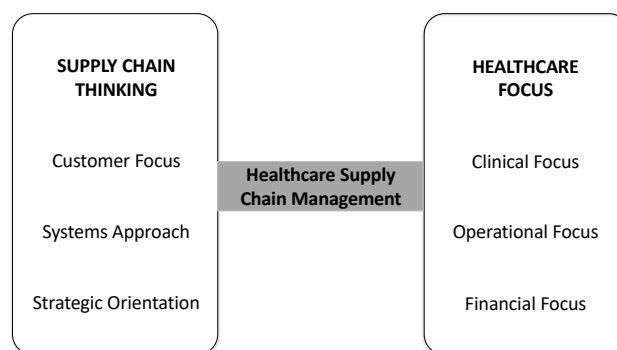 SUPPLY CHAIN
THINKING
Customer Focus
Systems Approach
Strategic Orientation
Healthcare Supply
Chain Management
HEALTHCARE
FOCUS
Clinical Focus
Operational Focus
Financial Focus